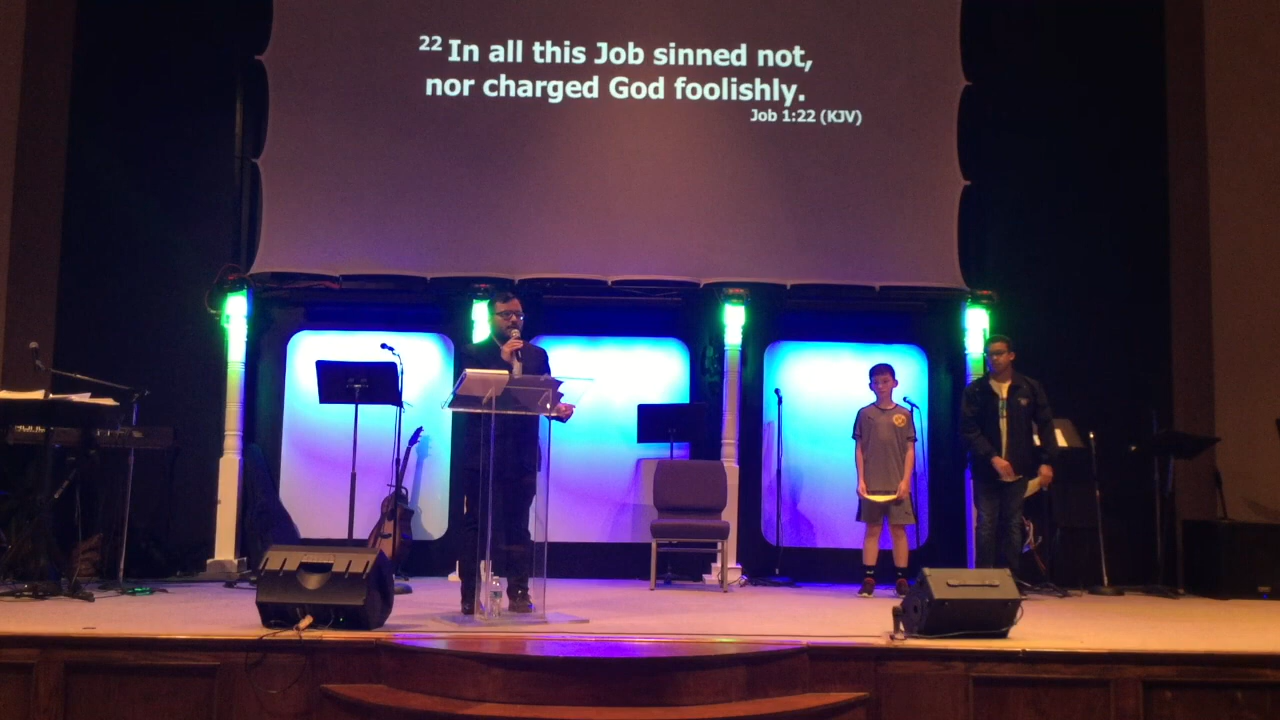 22 In all this Job sinned not,
nor charged God foolishly.
Job 1:22 (KJV)